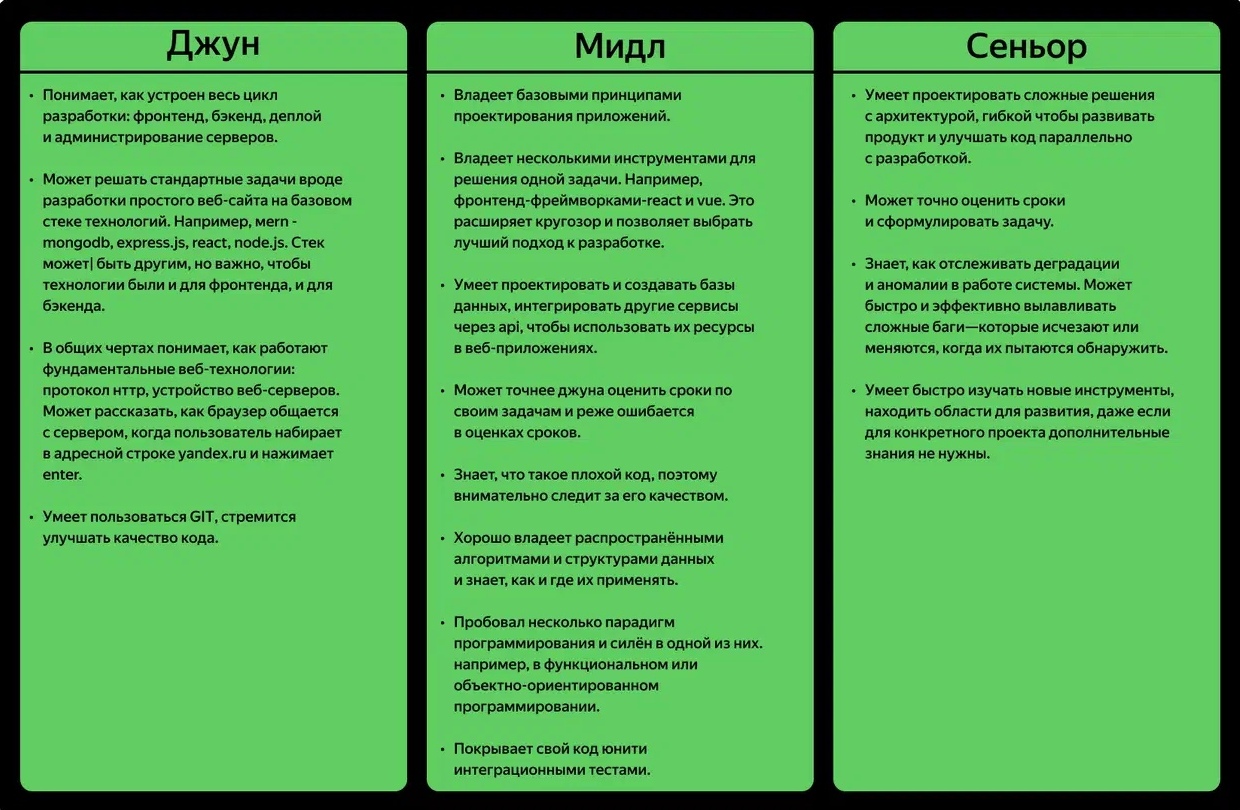 Джун
• Понимает, как устроен весь цикл
разработки: фронтенд, бэкенд, деплой
и администрирование серверов.
• Может решать стандартные задачи вроде
разработки простого веб-сайта на базовом
стеке технологий. Например, мern -
mongodb, express.js, react, node.js. Стек
может| быть другим, но важно, чтобы
технологии были и для фронтенда, и для
бэкенда.
• В общих чертах понимает, как работают
фундаментальные веб-технологии:
протокол нттр, устройство веб-серверов.
Может рассказать, как браузер общается
с сервером, когда пользователь набирает
в адресной строке yandex.ru и нажимает
enter.
• Умеет пользоваться GIT, стремится
улучшать качество кода.
Мидл
• Владеет базовыми принципами
проектирования приложений.
• Владеет несколькими инструментами для
решения одной задачи. Например,
фронтенд-фреймворками-react и vue. Это
расширяет кругозор и позволяет выбрать
лучший подход к разработке.
• Умеет проектировать и создавать базы
данных, интегрировать другие сервисы
через api, чтобы использовать их ресурсы
в веб-приложениях.
• Может точнее джуна оценить сроки по
своим задачам и реже ошибается
в оценках сроков.
• Знает, что такое плохой код, поэтому
внимательно следит за его качеством.
• Хорошо владеет распространёнными
алгоритмами и структурами данных
и знает, как и где их применять.
• Пробовал несколько парадигм
программирования и силён в одной из них.
например, в функциональном или
объектно-ориентированном
программировании.
• Покрывает свой код юнити
интеграционными тестами.
Сеньор
• Умеет проектировать сложные решения
с архитектурой, гибкой чтобы развивать
продукт и улучшать код параллельно
с разработкой.
• Может точно оценить сроки
и сформулировать задачу.
• Знает, как отслеживать деградации
и аномалии в работе системы. Может
быстро и эффективно вылавливать
сложные баги—которые исчезают или
меняются, когда их пытаются обнаружить.
• Умеет быстро изучать новые инструменты,
находить области для развития, даже если
для конкретного проекта дополнительные
знания не нужны.